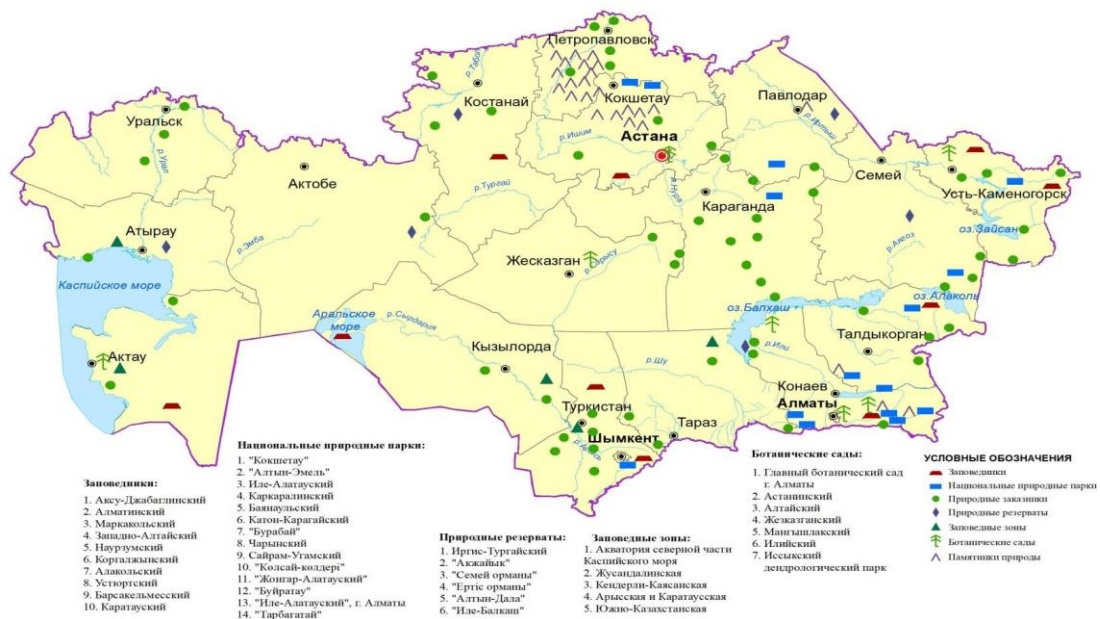 Петропавловск
р.Тобол
Костанай
Кокшетау
Павлодар
р.Иртыш
Уральск
р.Урал
р.Ишим
Астана
Актобе
р.Тургай
р.Нура
Караганда
Семей
Усть-Каменогорск
оз.Зайсан
Атырау
р.Эмба
Жесказган
р.Сарысу
р.Аягоз
Каспийское море
Аральское
море
р.Сырдария
оз.Балхаш
оз.Алаколь
Талдыкорган
Актау
Кызылорда
р.Шу
р.Или
Конаев
Алматы
Туркистан
Тараз
Шымкент
Заповедники:
1. Аксу-Джабаглинский
2. Алматинский
3. Маркакольский
4. Западно-Алтайский
5. Наурзумский
6. Коргалжынский
7. Алакольский
8. Устюртский
9. Барсакельмесский
10. Каратауский
Национальные природные парки:
1. "Кокшетау"
2. "Алтын-Эмель"
3. Иле-Алатауский
4. Каркаралинский
5. Баянаульский
6. Катон-Карагайский
7. "Бурабай"
8. Чарынский
9. Сайрам-Угамский
10. "Көлсай-көлдері"
11. "Жонгар-Алатауский"
12. "Буйратау"
13. "Иле-Алатауский", г. Алматы
14. "Тарбагатай"
Природные резерваты:
1. Иргис-Тургайский
2. "Акжайык"
3. "Семей орманы"
4. "Ертіс орманы"
5. "Алтын-Дала"
6. "Иле-Балкаш"
Заповедные зоны:
1. Акватория северной части
Каспийского моря
2. Жусандалинская
3. Кендерли-Каясанская
4. Арысская и Каратаусская
5. Южно-Казахстанская
Ботанические сады:
1. Главный ботанический сад
г. Алматы
2. Астанинский
3. Алтайский
4. Жезказганский
5. Мангышлакский
6. Илийский
7. Иссыкский
дендрологический парк
УСЛОВНЫЕ ОБОЗНАЧЕНИЯ
Заповедники
Национальные природные парки
Природные заказники
Природные резерваты
Заповедные зоны
Ботанические сады
Памятники природы